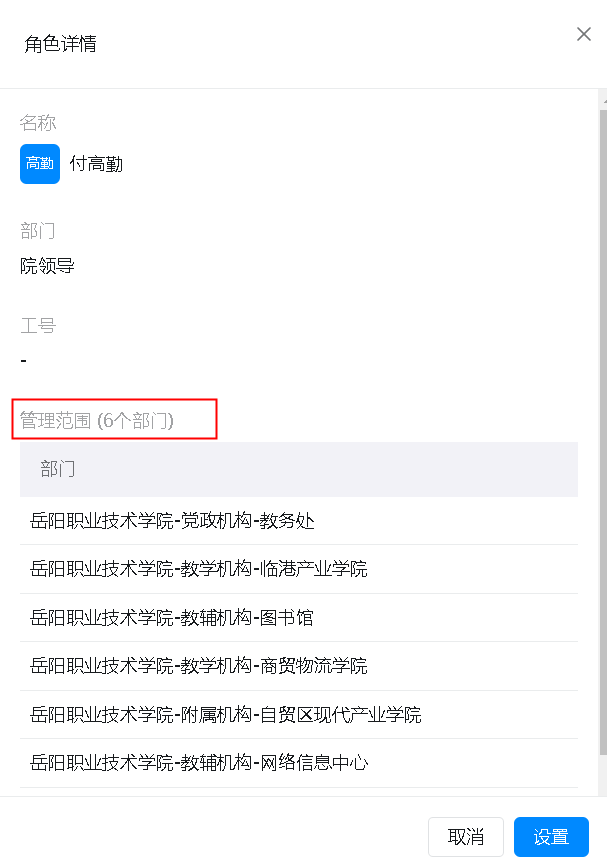 角色详情
名称
高勤 付高勤
部门
院领导
工号
-
管理范围 (6个部门)
部门
岳阳职业技术学院-党政机构-教务处
岳阳职业技术学院-教学机构-临港产业学院
岳阳职业技术学院-教辅机构-图书馆
岳阳职业技术学院-教学机构-商贸物流学院
岳阳职业技术学院-附属机构-自贸区现代产业学院
岳阳职业技术学院-教辅机构-网络信息中心
取消 设置